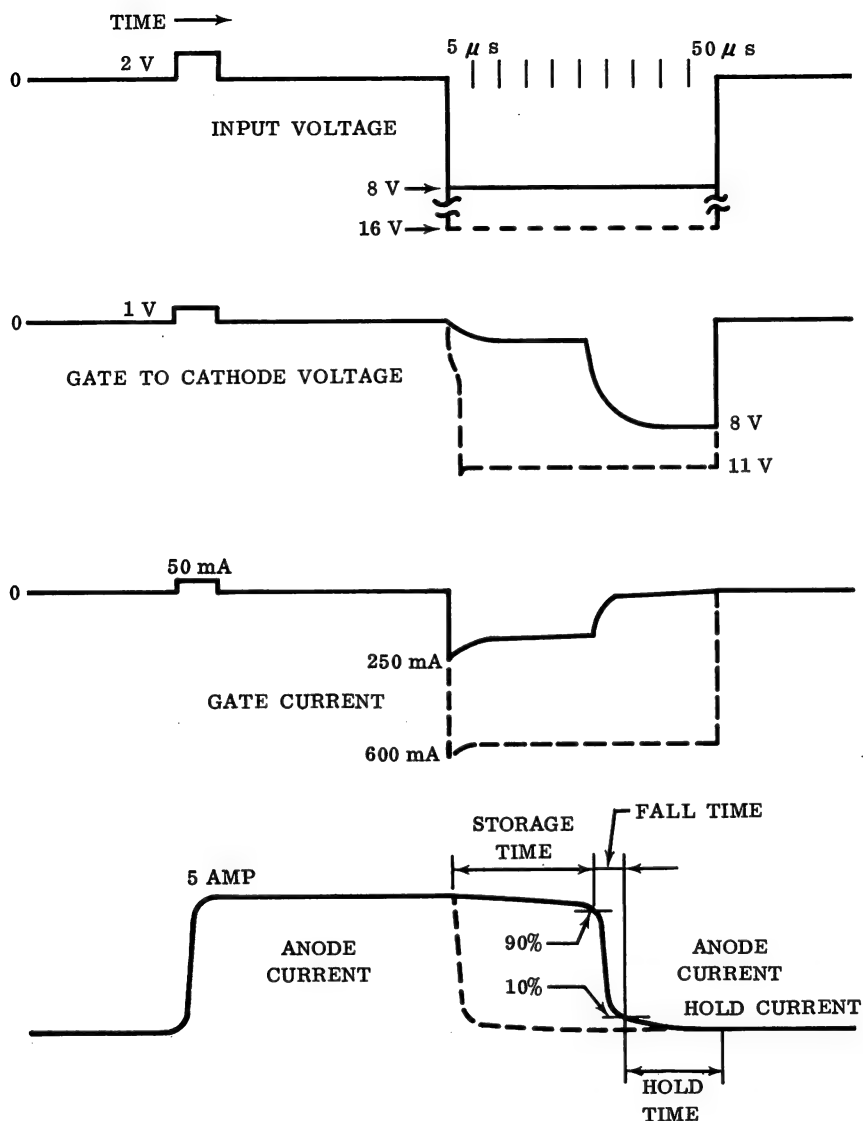 TIME
5 μ s
50 μ s
2 V
0
INPUT VOLTAGE
8 V
16 V
1 V
0
GATE TO CATHODE VOLTAGE
8 V
11 V
50 mA
0
250 mA
GATE CURRENT
600 mA
FALL TIME
STORAGE
TIME
5 AMP
90%
ANODE
CURRENT
ANODE
CURRENT
10%
HOLD CURRENT
HOLD
TIME